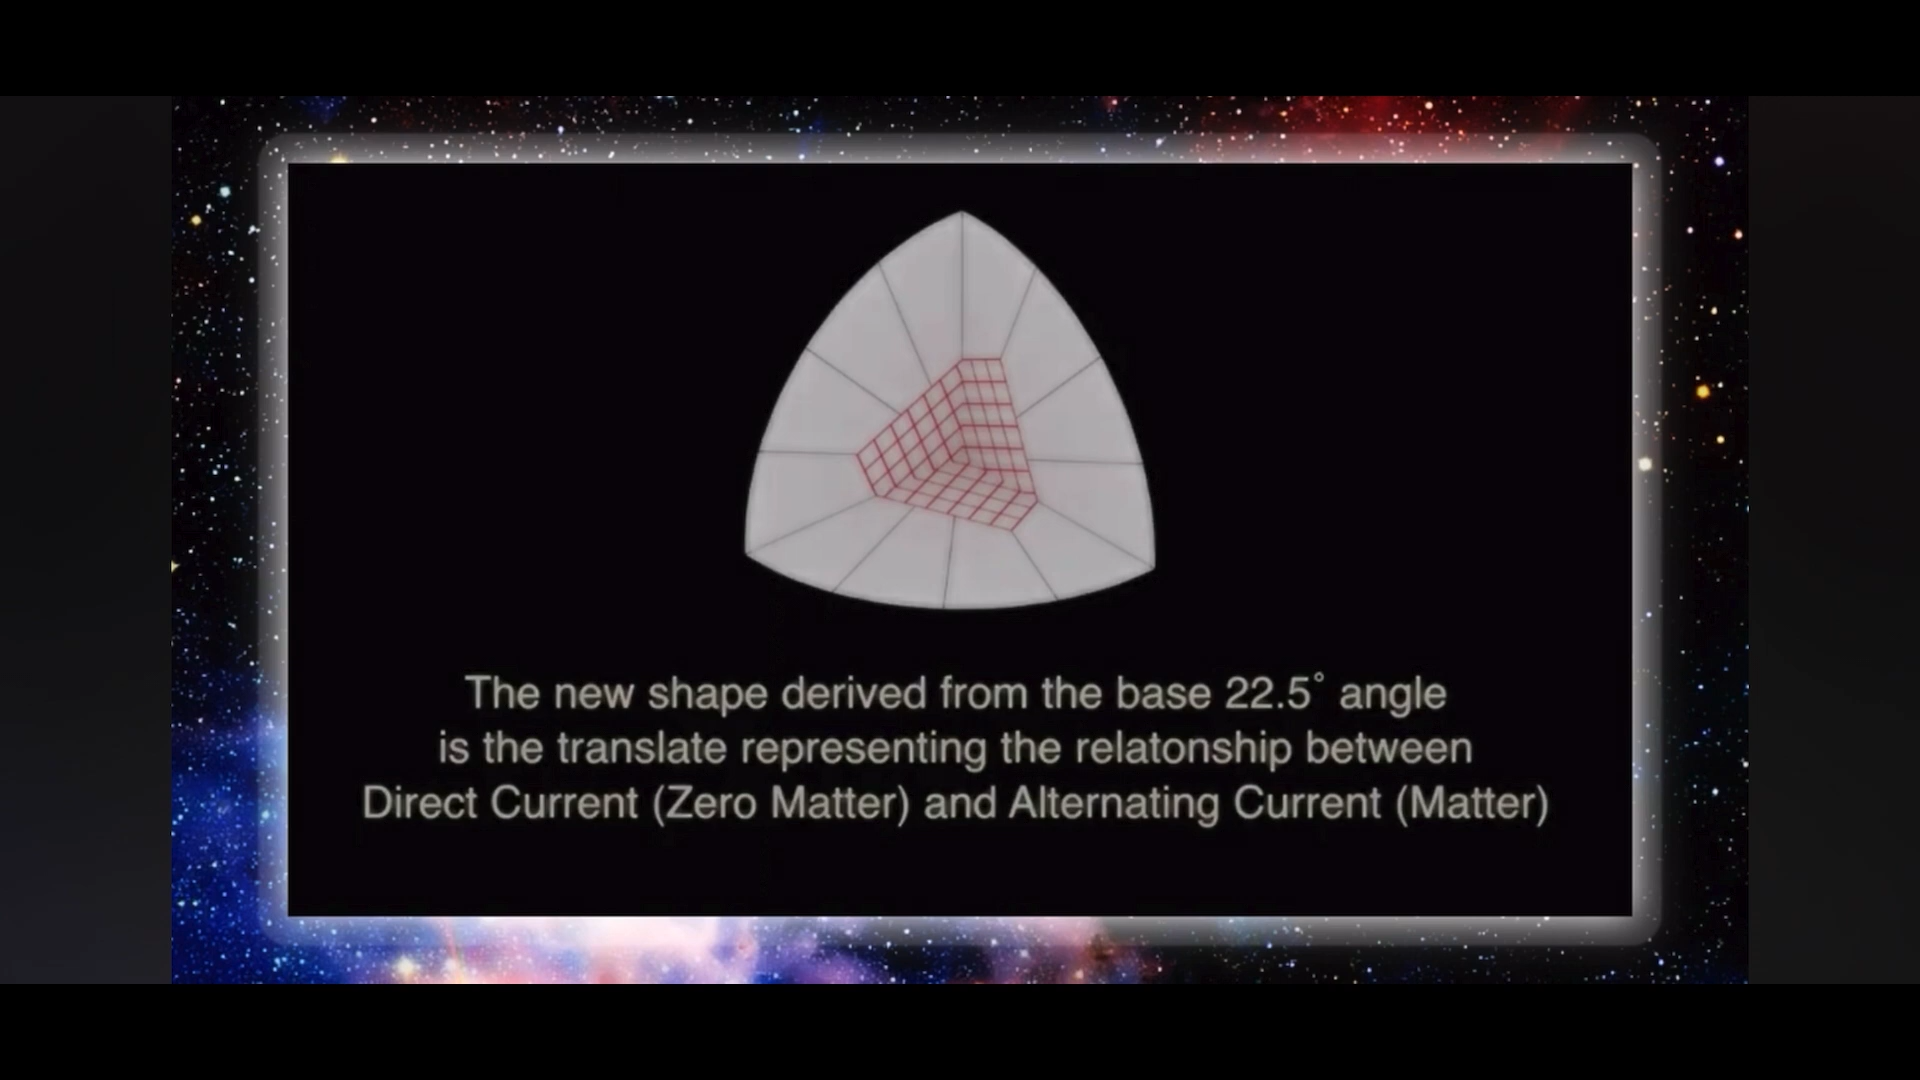 The new shape derived from the base 22.5° angle
is the translate representing the relatonship between
Direct Current (Zero Matter) and Alternating Current (Matter)